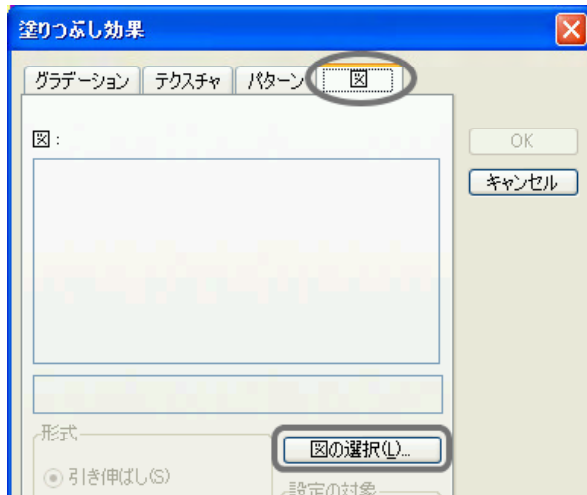 塗りつぶし効果
グラデーション テクスチャ パターン 図
図:
OK
キャンセル
図の選択(L)...
形式
引き伸ばし(S)
設定の対象